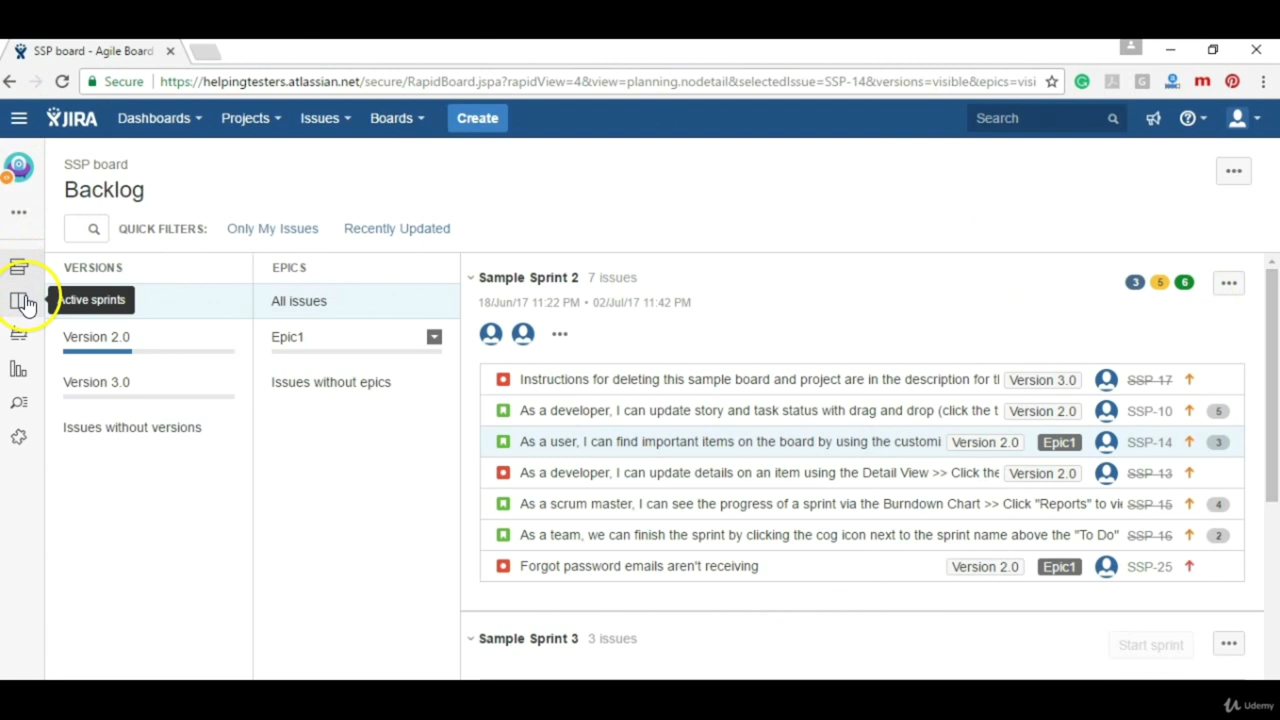 SSP board - Agile Board
Secure https://helpingtesters.atlassian.net/secure/RapidBoard.jspa?rapidView=4&view=planning.nodetail&selectedIssue=SSP-14&versions=visible&epics=visi
JIRA Dashboards Projects Issues Boards Create Search
SSP board
Backlog
QUICK FILTERS: Only My Issues Recently Updated
VERSIONS
Active sprints
Version 2.0
Version 3.0
Issues without versions
EPICS
All issues
Epic1
Issues without epics
Sample Sprint 2 7 issues 3 5 6
18/Jun/17 11:22 PM • 02/Jul/17 11:42 PM
Instructions for deleting this sample board and project are in the description for tl Version 3.0 SSP-17
As a developer, I can update story and task status with drag and drop (click the t Version 2.0 SSP-10 5
As a user, I can find important items on the board by using the customi Version 2.0 Epic1 SSP-14 3
As a developer, I can update details on an item using the Detail View >> Click the Version 2.0 SSP-13
As a scrum master, I can see the progress of a sprint via the Burndown Chart >> Click "Reports" to vie SSP-15 4
As a team, we can finish the sprint by clicking the cog icon next to the sprint name above the "To Do" SSP-16 2
Forgot password emails aren't receiving Version 2.0 Epic1 SSP-25
Sample Sprint 3 3 issues Start sprint
Udemy